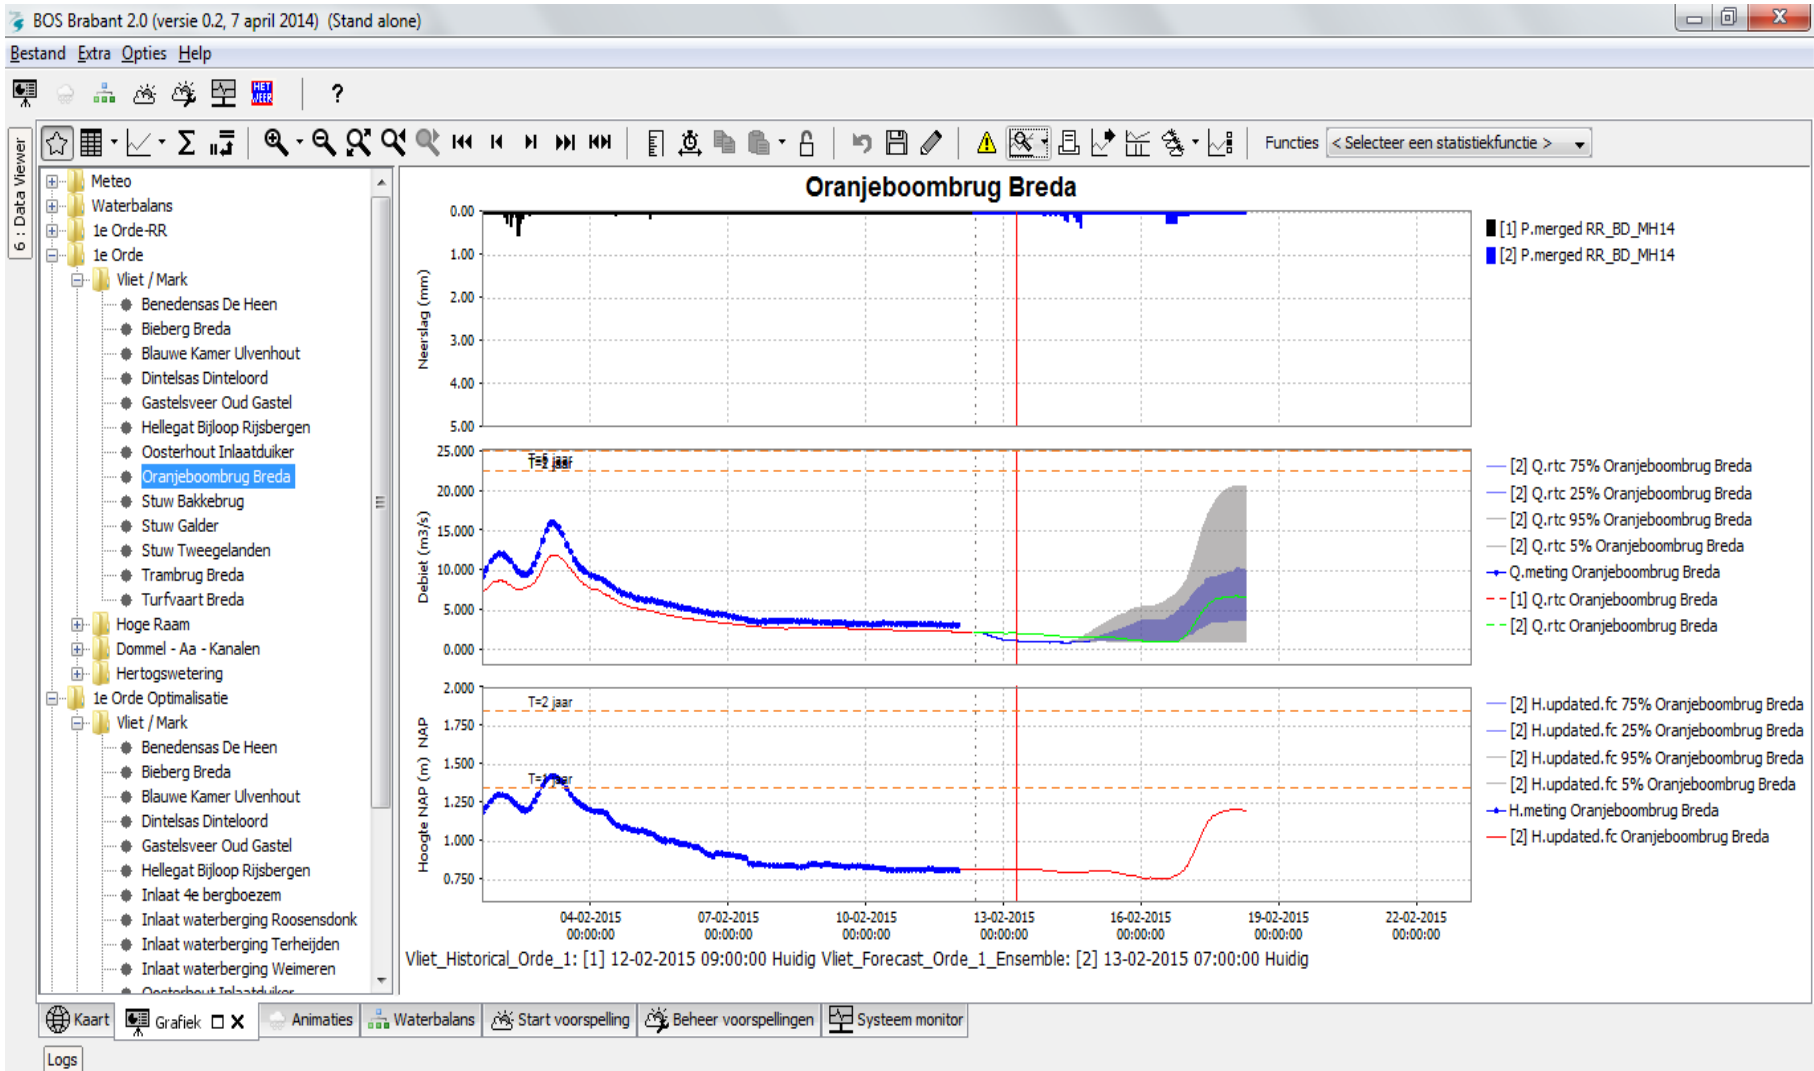 BOS Brabant 2.0 (versie 0.2, 7 april 2014) (Stand alone)
Bestand Extra Opties Help
HET WEER
?
Functies < Selecteer een statistiekfunctie >
6 : Data Viewer
Meteo
Waterbalans
1e Orde-RR
1e Orde
Vliet / Mark
Benedensas De Heen
Bieberg Breda
Blauwe Kamer Ulvenhout
Dintelsas Dinteloord
Gastelsveer Oud Gastel
Hellegat Bijloop Rijsbergen
Oosterhout Inlaatduiker
Oranjeboombrug Breda
Stuw Bakkebrug
Stuw Galder
Stuw Tweegelanden
Trambrug Breda
Turfvaart Breda
Hoge Raam
Dommel - Aa - Kanalen
Hertogswetering
1e Orde Optimalisatie
Vliet / Mark
Benedensas De Heen
Bieberg Breda
Blauwe Kamer Ulvenhout
Dintelsas Dinteloord
Gastelsveer Oud Gastel
Hellegat Bijloop Rijsbergen
Inlaat 4e bergboezem
Inlaat waterberging Roosensdonk
Inlaat waterberging Terheijden
Inlaat waterberging Weimeren
Oosterhout Inlaatduiker
Oranjeboombrug Breda
Neerslag (mm)
0.00
1.00
2.00
3.00
4.00
5.00
[1] P.merged RR_BD_MH14
[2] P.merged RR_BD_MH14
Debiet (m3/s)
25.000
20.000
15.000
10.000
5.000
0.000
T=2 jaar
[2] Q.rtc 75% Oranjeboombrug Breda
[2] Q.rtc 25% Oranjeboombrug Breda
[2] Q.rtc 95% Oranjeboombrug Breda
[2] Q.rtc 5% Oranjeboombrug Breda
Q.meting Oranjeboombrug Breda
[1] Q.rtc Oranjeboombrug Breda
[2] Q.rtc Oranjeboombrug Breda
Hoogte NAP (m) NAP
2.000
1.750
1.500
1.250
1.000
0.750
T=2 jaar
T=1 jaar
[2] H.updated.fc 75% Oranjeboombrug Breda
[2] H.updated.fc 25% Oranjeboombrug Breda
[2] H.updated.fc 95% Oranjeboombrug Breda
[2] H.updated.fc 5% Oranjeboombrug Breda
H.meting Oranjeboombrug Breda
[2] H.updated.fc Oranjeboombrug Breda
04-02-2015 07-02-2015 10-02-2015 13-02-2015 16-02-2015 19-02-2015 22-02-2015
00:00:00 00:00:00 00:00:00 00:00:00 00:00:00 00:00:00 00:00:00
Vliet_Historical_Orde_1: [1] 12-02-2015 09:00:00 Huidig Vliet_Forecast_Orde_1_Ensemble: [2] 13-02-2015 07:00:00 Huidig
Kaart Grafiek Animaties Waterbalans Start voorspelling Beheer voorspellingen Systeem monitor
Logs